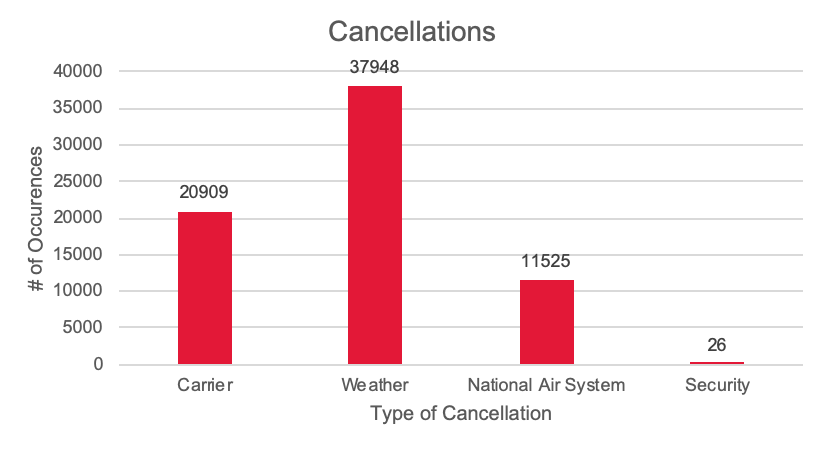 Cancellations
# of Occurences
40000
35000
30000
25000
20000
15000
10000
5000
0
20909
37948
11525
26
Carrier
Weather
National Air System
Security
Type of Cancellation